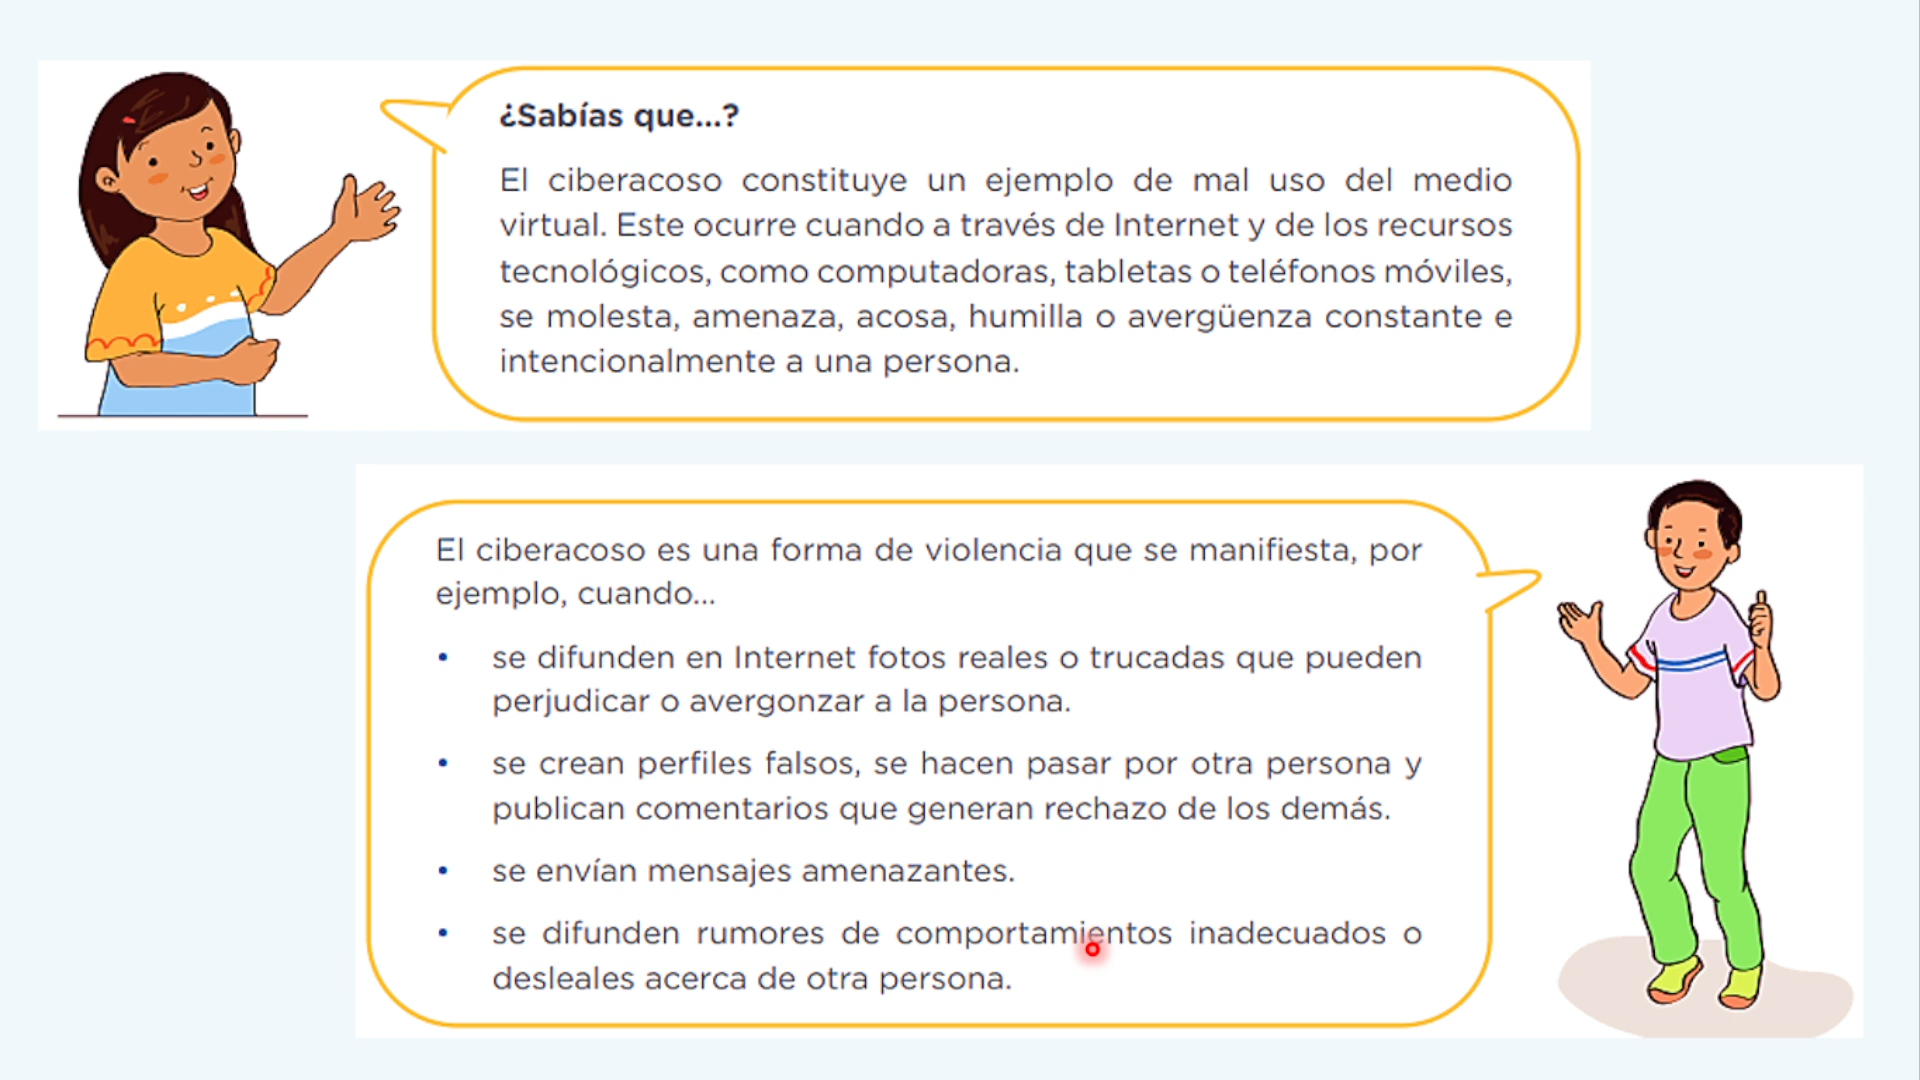 ¿Sabías que...?
El ciberacoso constituye un ejemplo de mal uso del medio
virtual. Este ocurre cuando a través de Internet y de los recursos
tecnológicos, como computadoras, tabletas o teléfonos móviles,
se molesta, amenaza, acosa, humilla o avergüenza constante e
intencionalmente a una persona.
El ciberacoso es una forma de violencia que se manifiesta, por
ejemplo, cuando...
• se difunden en Internet fotos reales o trucadas que pueden
perjudicar o avergonzar a la persona.
• se crean perfiles falsos, se hacen pasar por otra persona y
publican comentarios que generan rechazo de los demás.
• se envían mensajes amenazantes.
• se difunden rumores de comportamientos inadecuados o
desleales acerca de otra persona.